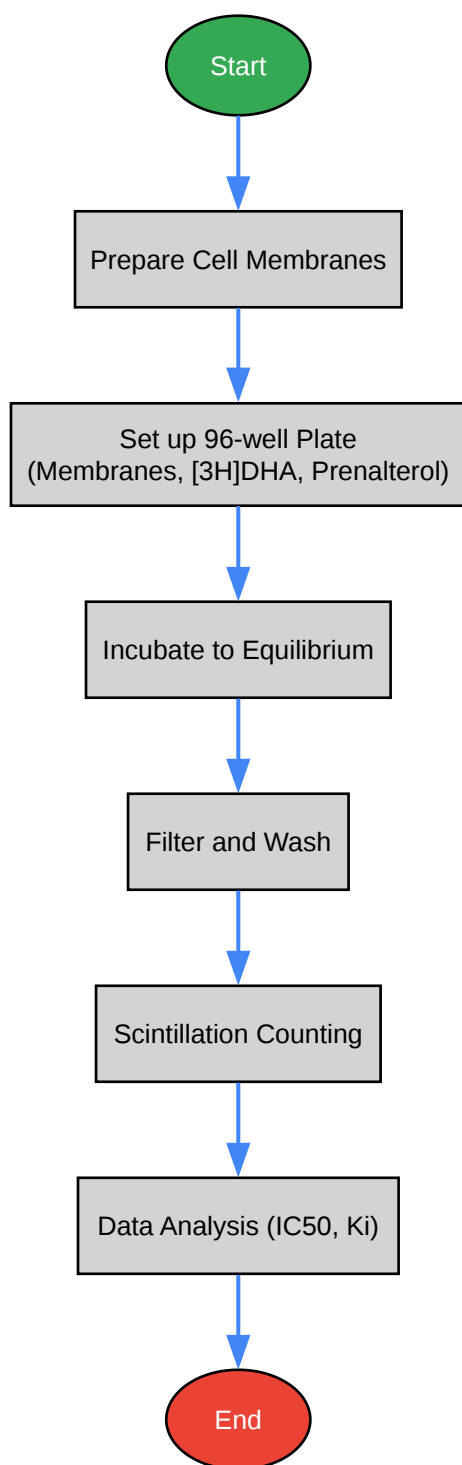 Start
Prepare Cell Membranes
Set up 96-well Plate
(Membranes, [3H]DHA, Prenalterol)
Incubate to Equilibrium
Filter and Wash
Scintillation Counting
Data Analysis (IC50, Ki)
End